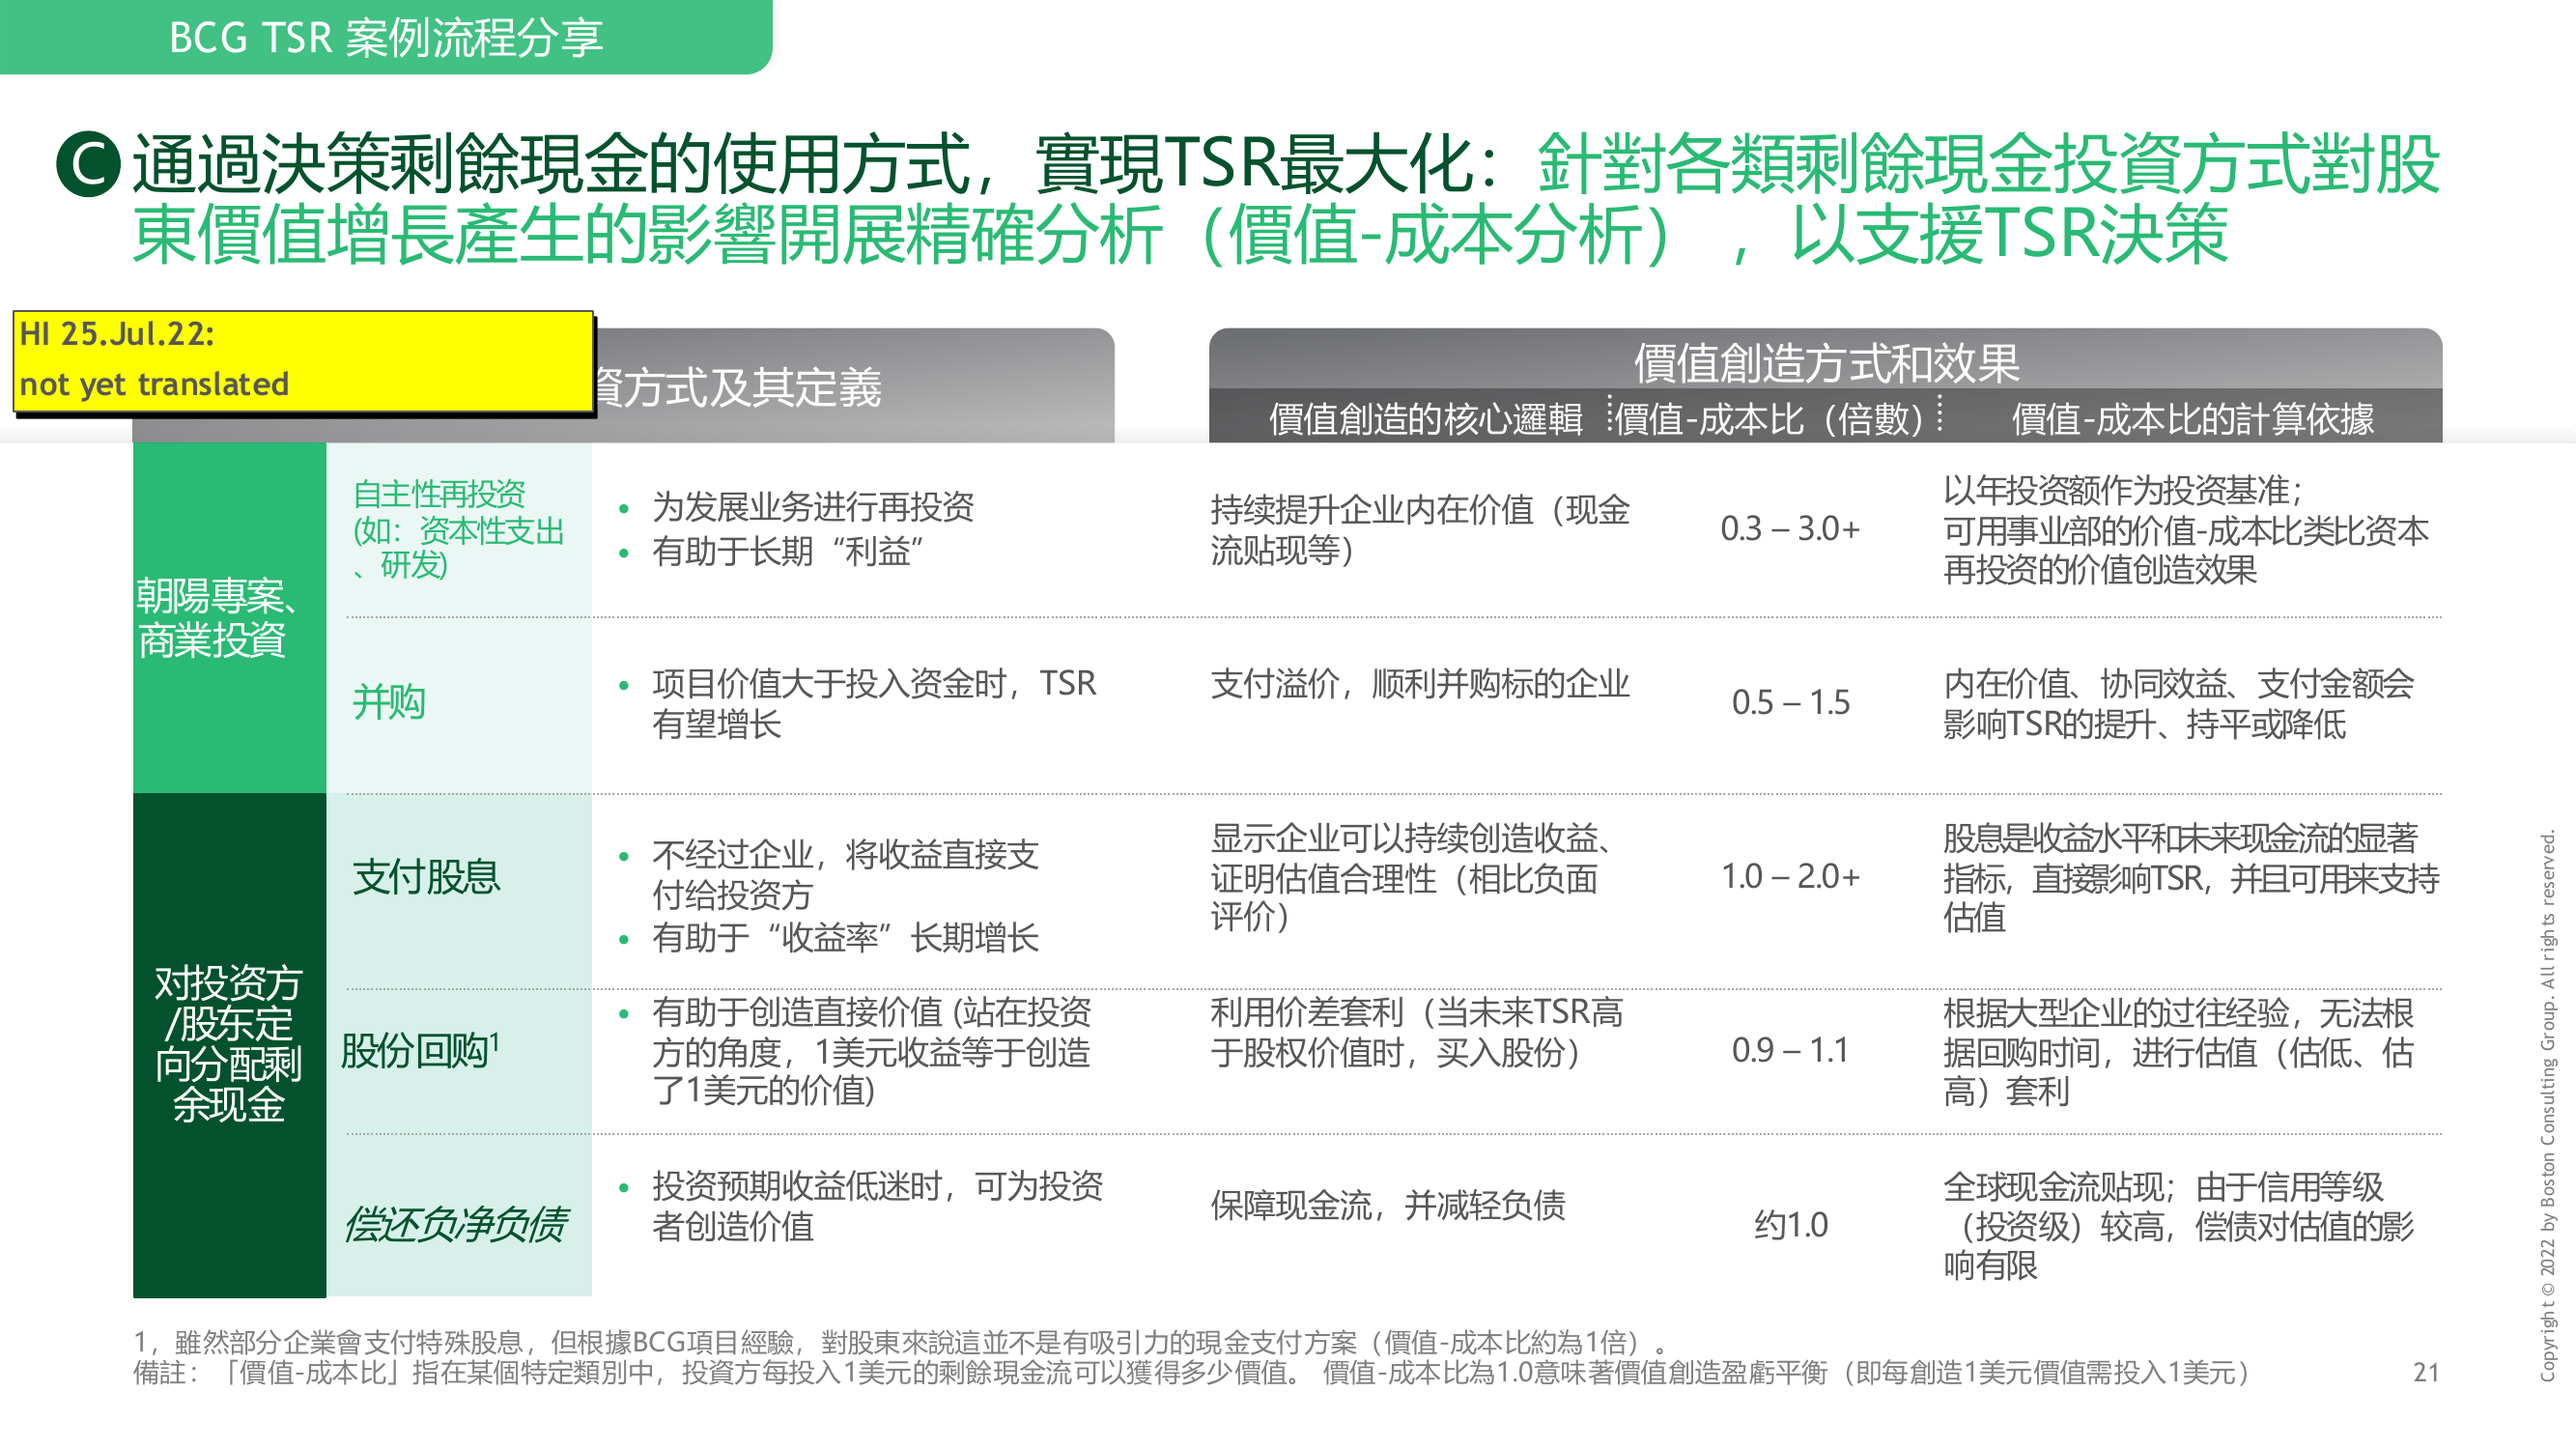 BCG TSR 案例流程分享
C
通過決策剩餘現金的使用方式，實現TSR最大化：針對各類剩餘現金投資方式對股
東價值增長產生的影響開展精確分析（價值-成本分析），以支援TSR決策
HI 25.Jul.22:
not yet translated
資方式及其定義
價值創造方式和效果
價值創造的核心邏輯
價值-成本比（倍數）
價值-成本比的計算依據
朝陽專案、
商業投資
自主性再投资
(如：资本性支出
、研发)
• 为发展业务进行再投资
• 有助于长期“利益”
持续提升企业内在价值（现金
流贴现等）
0.3 – 3.0+
以年投资额作为投资基准；
可用事业部的价值-成本比类比资本
再投资的价值创造效果
并购
• 项目价值大于投入资金时，TSR
有望增长
支付溢价，顺利并购标的企业
0.5 – 1.5
内在价值、协同效益、支付金额会
影响TSR的提升、持平或降低
对投资方
/股东定
向分配剩
余现金
支付股息
• 不经过企业，将收益直接支
付给投资方
• 有助于“收益率”长期增长
显示企业可以持续创造收益、
证明估值合理性（相比负面
评价）
1.0 – 2.0+
股息是收益水平和未来现金流的显著
指标，直接影响TSR，并且可用来支持
估值
股份回购1
• 有助于创造直接价值 (站在投资
方的角度，1美元收益等于创造
了1美元的价值)
利用价差套利（当未来TSR高
于股权价值时，买入股份）
0.9 – 1.1
根据大型企业的过往经验，无法根
据回购时间，进行估值（估低、估
高）套利
偿还负净负债
• 投资预期收益低迷时，可为投资
者创造价值
保障现金流，并减轻负债
约1.0
全球现金流贴现；由于信用等级
（投资级）较高，偿债对估值的影
响有限
1，雖然部分企業會支付特殊股息，但根據BCG項目經驗，對股東來說這並不是有吸引力的現金支付方案（價值-成本比約為1倍）。
備註：「價值-成本比」指在某個特定類別中，投資方每投入1美元的剩餘現金流可以獲得多少價值。 價值-成本比為1.0意味著價值創造盈虧平衡（即每創造1美元價值需投入1美元）
21
Copyright © 2022 by Boston Consulting Group. All rights reserved.